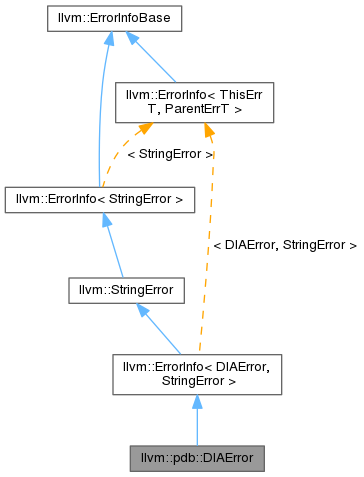 llvm::ErrorInfoBase
llvm::ErrorInfo< ThisErr
T, ParentErrT >
< StringError >
llvm::ErrorInfo< StringError >
< DIAError, StringError >
llvm::StringError
llvm::ErrorInfo< DIAError,
StringError >
llvm::pdb::DIAError